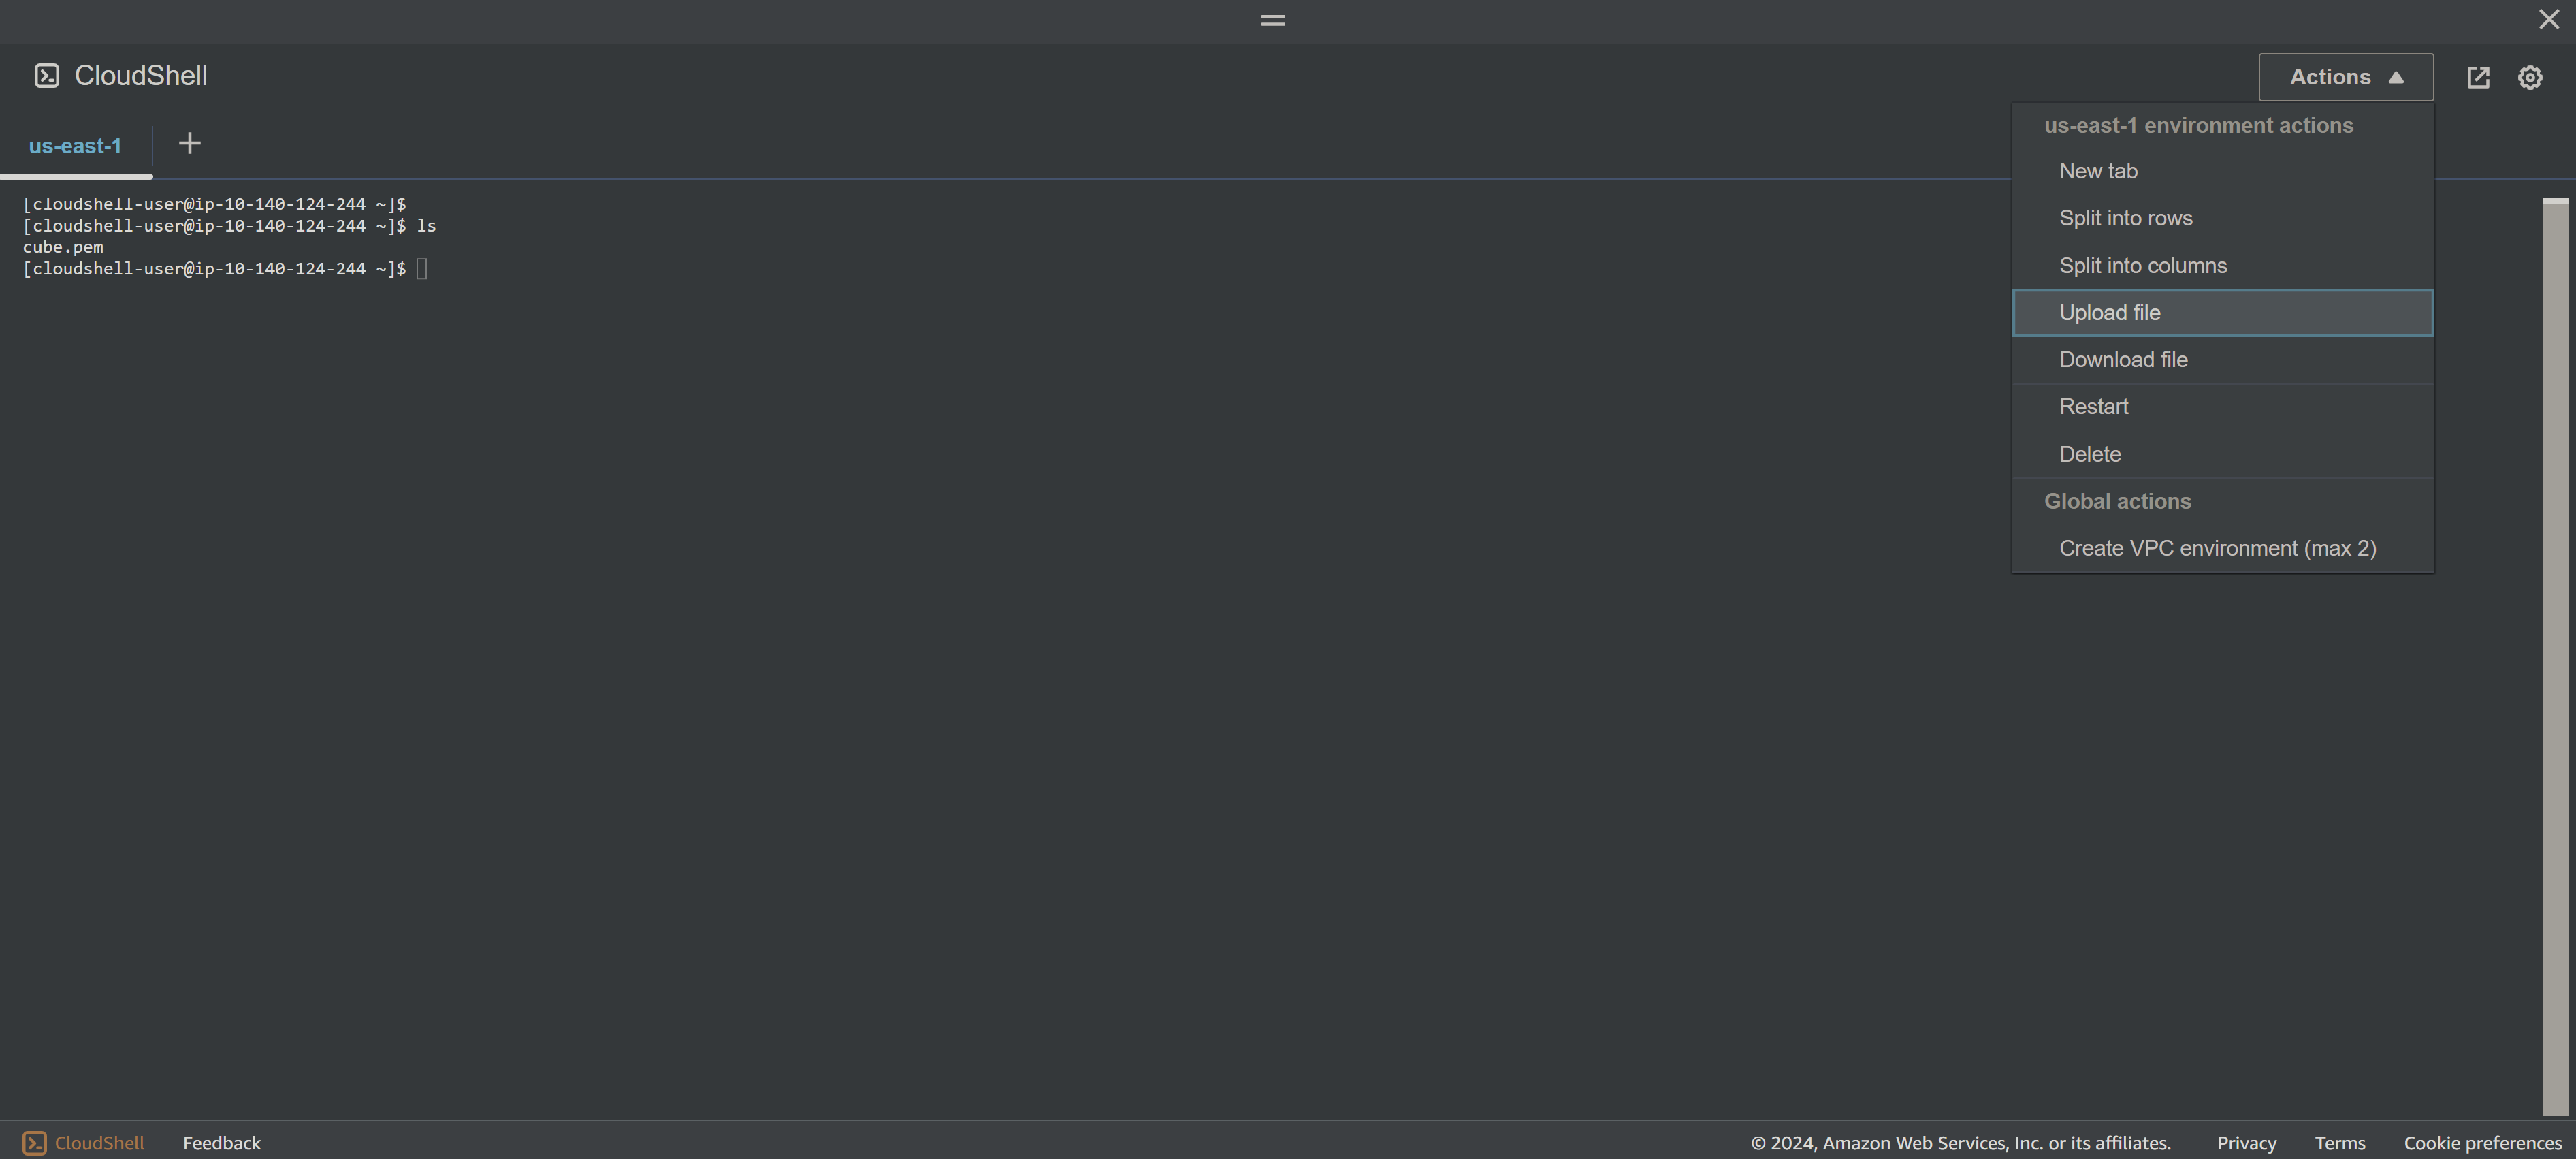 CloudShell
Actions
us-east-1
us-east-1 environment actions
New tab
Split into rows
Split into columns
Upload file
Download file
Restart
Delete
Global actions
Create VPC environment (max 2)
[cloudshell-user@ip-10-140-124-244 ~]$
[cloudshell-user@ip-10-140-124-244 ~]$ ls
cube.pem
[cloudshell-user@ip-10-140-124-244 ~]$
CloudShell Feedback © 2024, Amazon Web Services, Inc. or its affiliates. Privacy Terms Cookie preferences